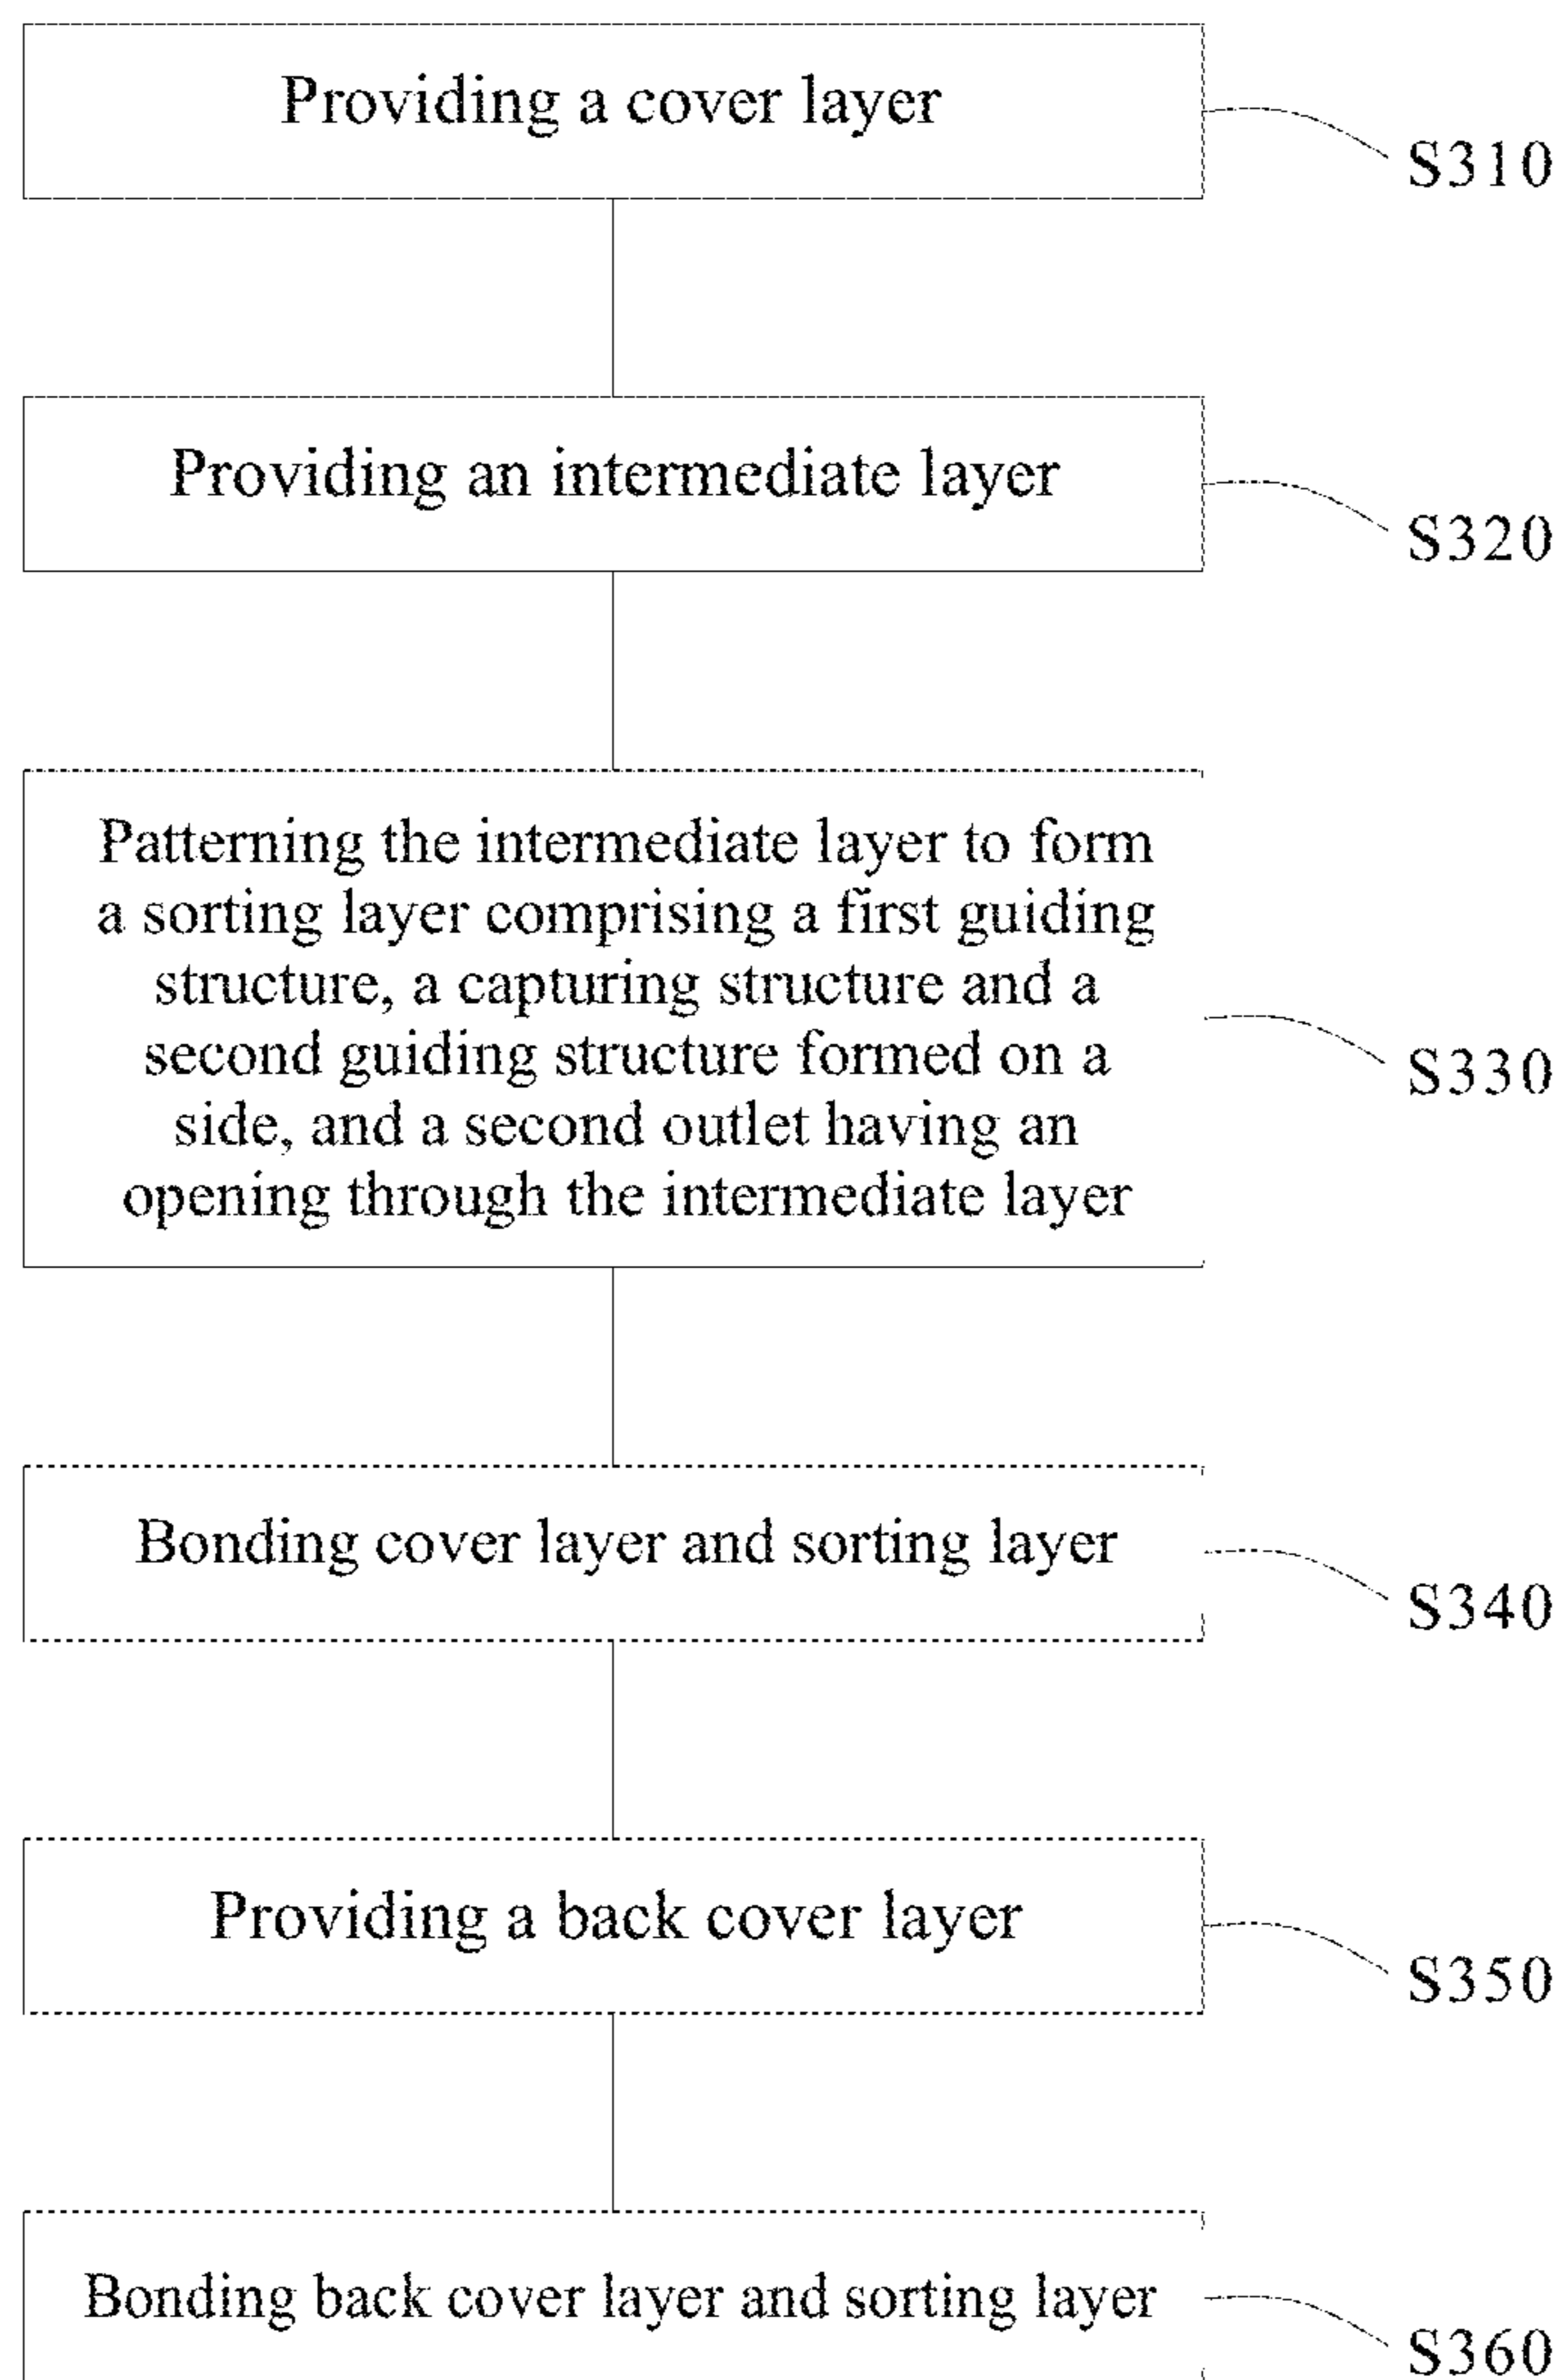 Providing a cover layer
S310
Providing an intermediate layer
S320
Patterning the intermediate layer to form
a sorting layer comprising a first guiding
structure, a capturing structure and a
second guiding structure formed on a
side, and a second outlet having an
opening through the intermediate layer
S330
Bonding cover layer and sorting layer
S340
Providing a back cover layer
S350
Bonding back cover layer and sorting layer
S360